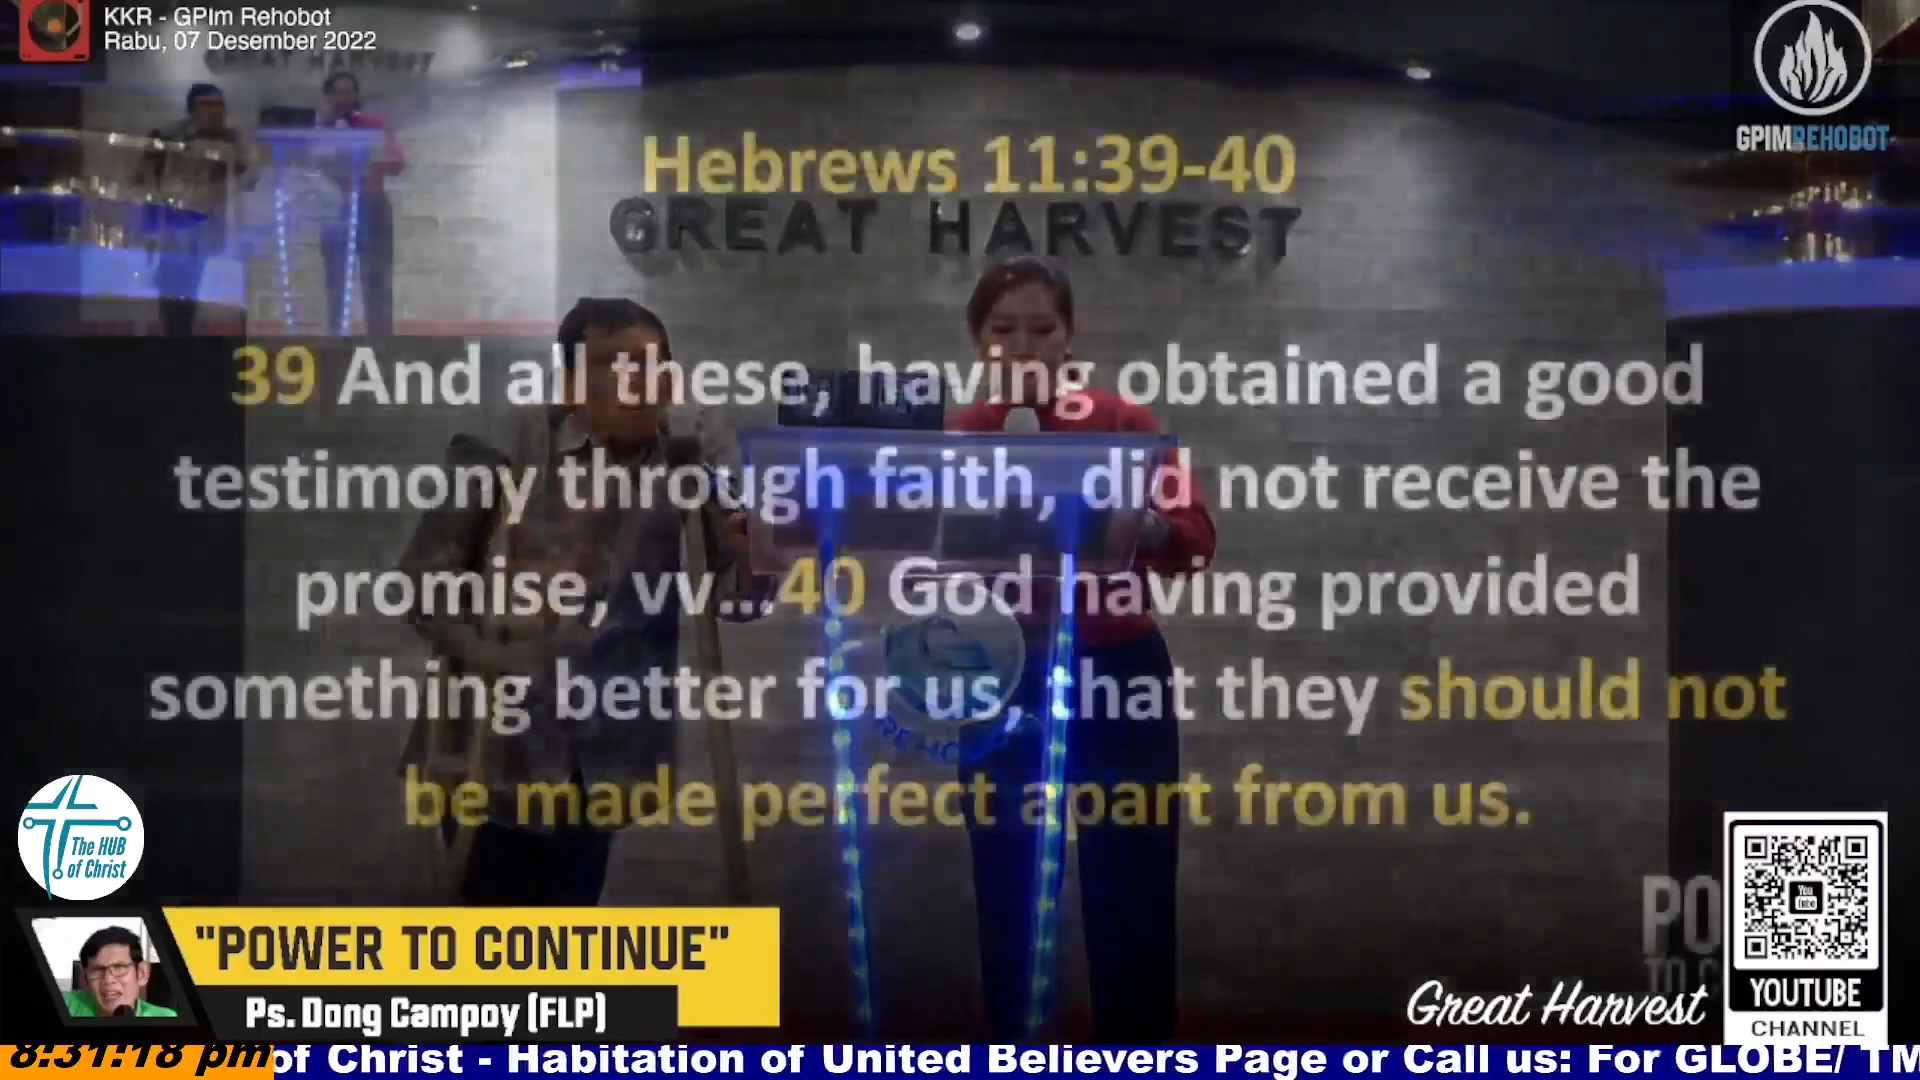 KKR - GPIm Rehobot
Rabu, 07 Desember 2022
GREAT HARVEST
GPIMREHOBOT
Hebrews 11:39-40
GREAT HARVEST
39 And all these, having obtained a good
testimony through faith, did not receive the
promise, vv...40 God having provided
something better for us, that they should not
be made perfect apart from us.
The HUB
of Christ
"POWER TO CONTINUE"
Ps. Dong Campoy (FLP)
Great Harvest
You
Tube
YOUTUBE
CHANNEL
8:31:18 pm
of Christ - Habitation of United Believers Page or Call us: For GLOBE/ TM